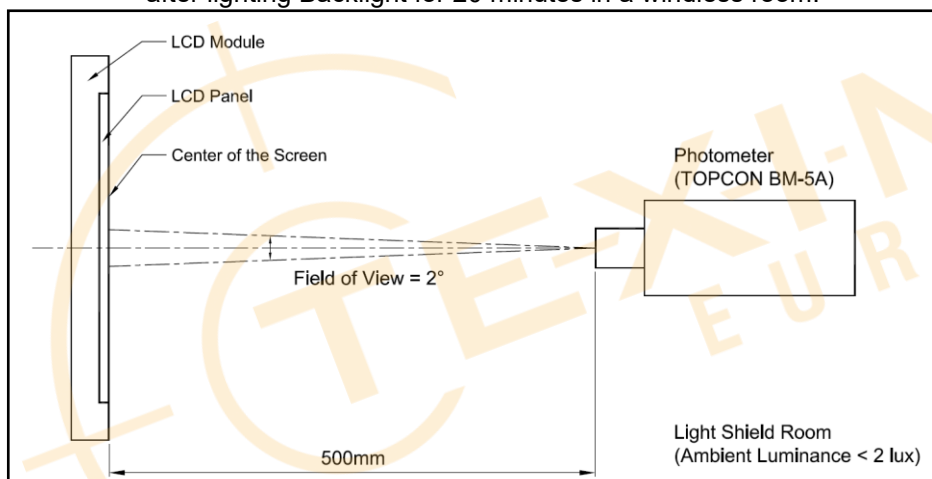 after lighting Backlight for 20 minutes in a windless room.
LCD Module
LCD Panel
Center of the Screen
Photometer
(TOPCON BM-5A)
Field of View = 2°
Light Shield Room
(Ambient Luminance < 2 lux)
500mm